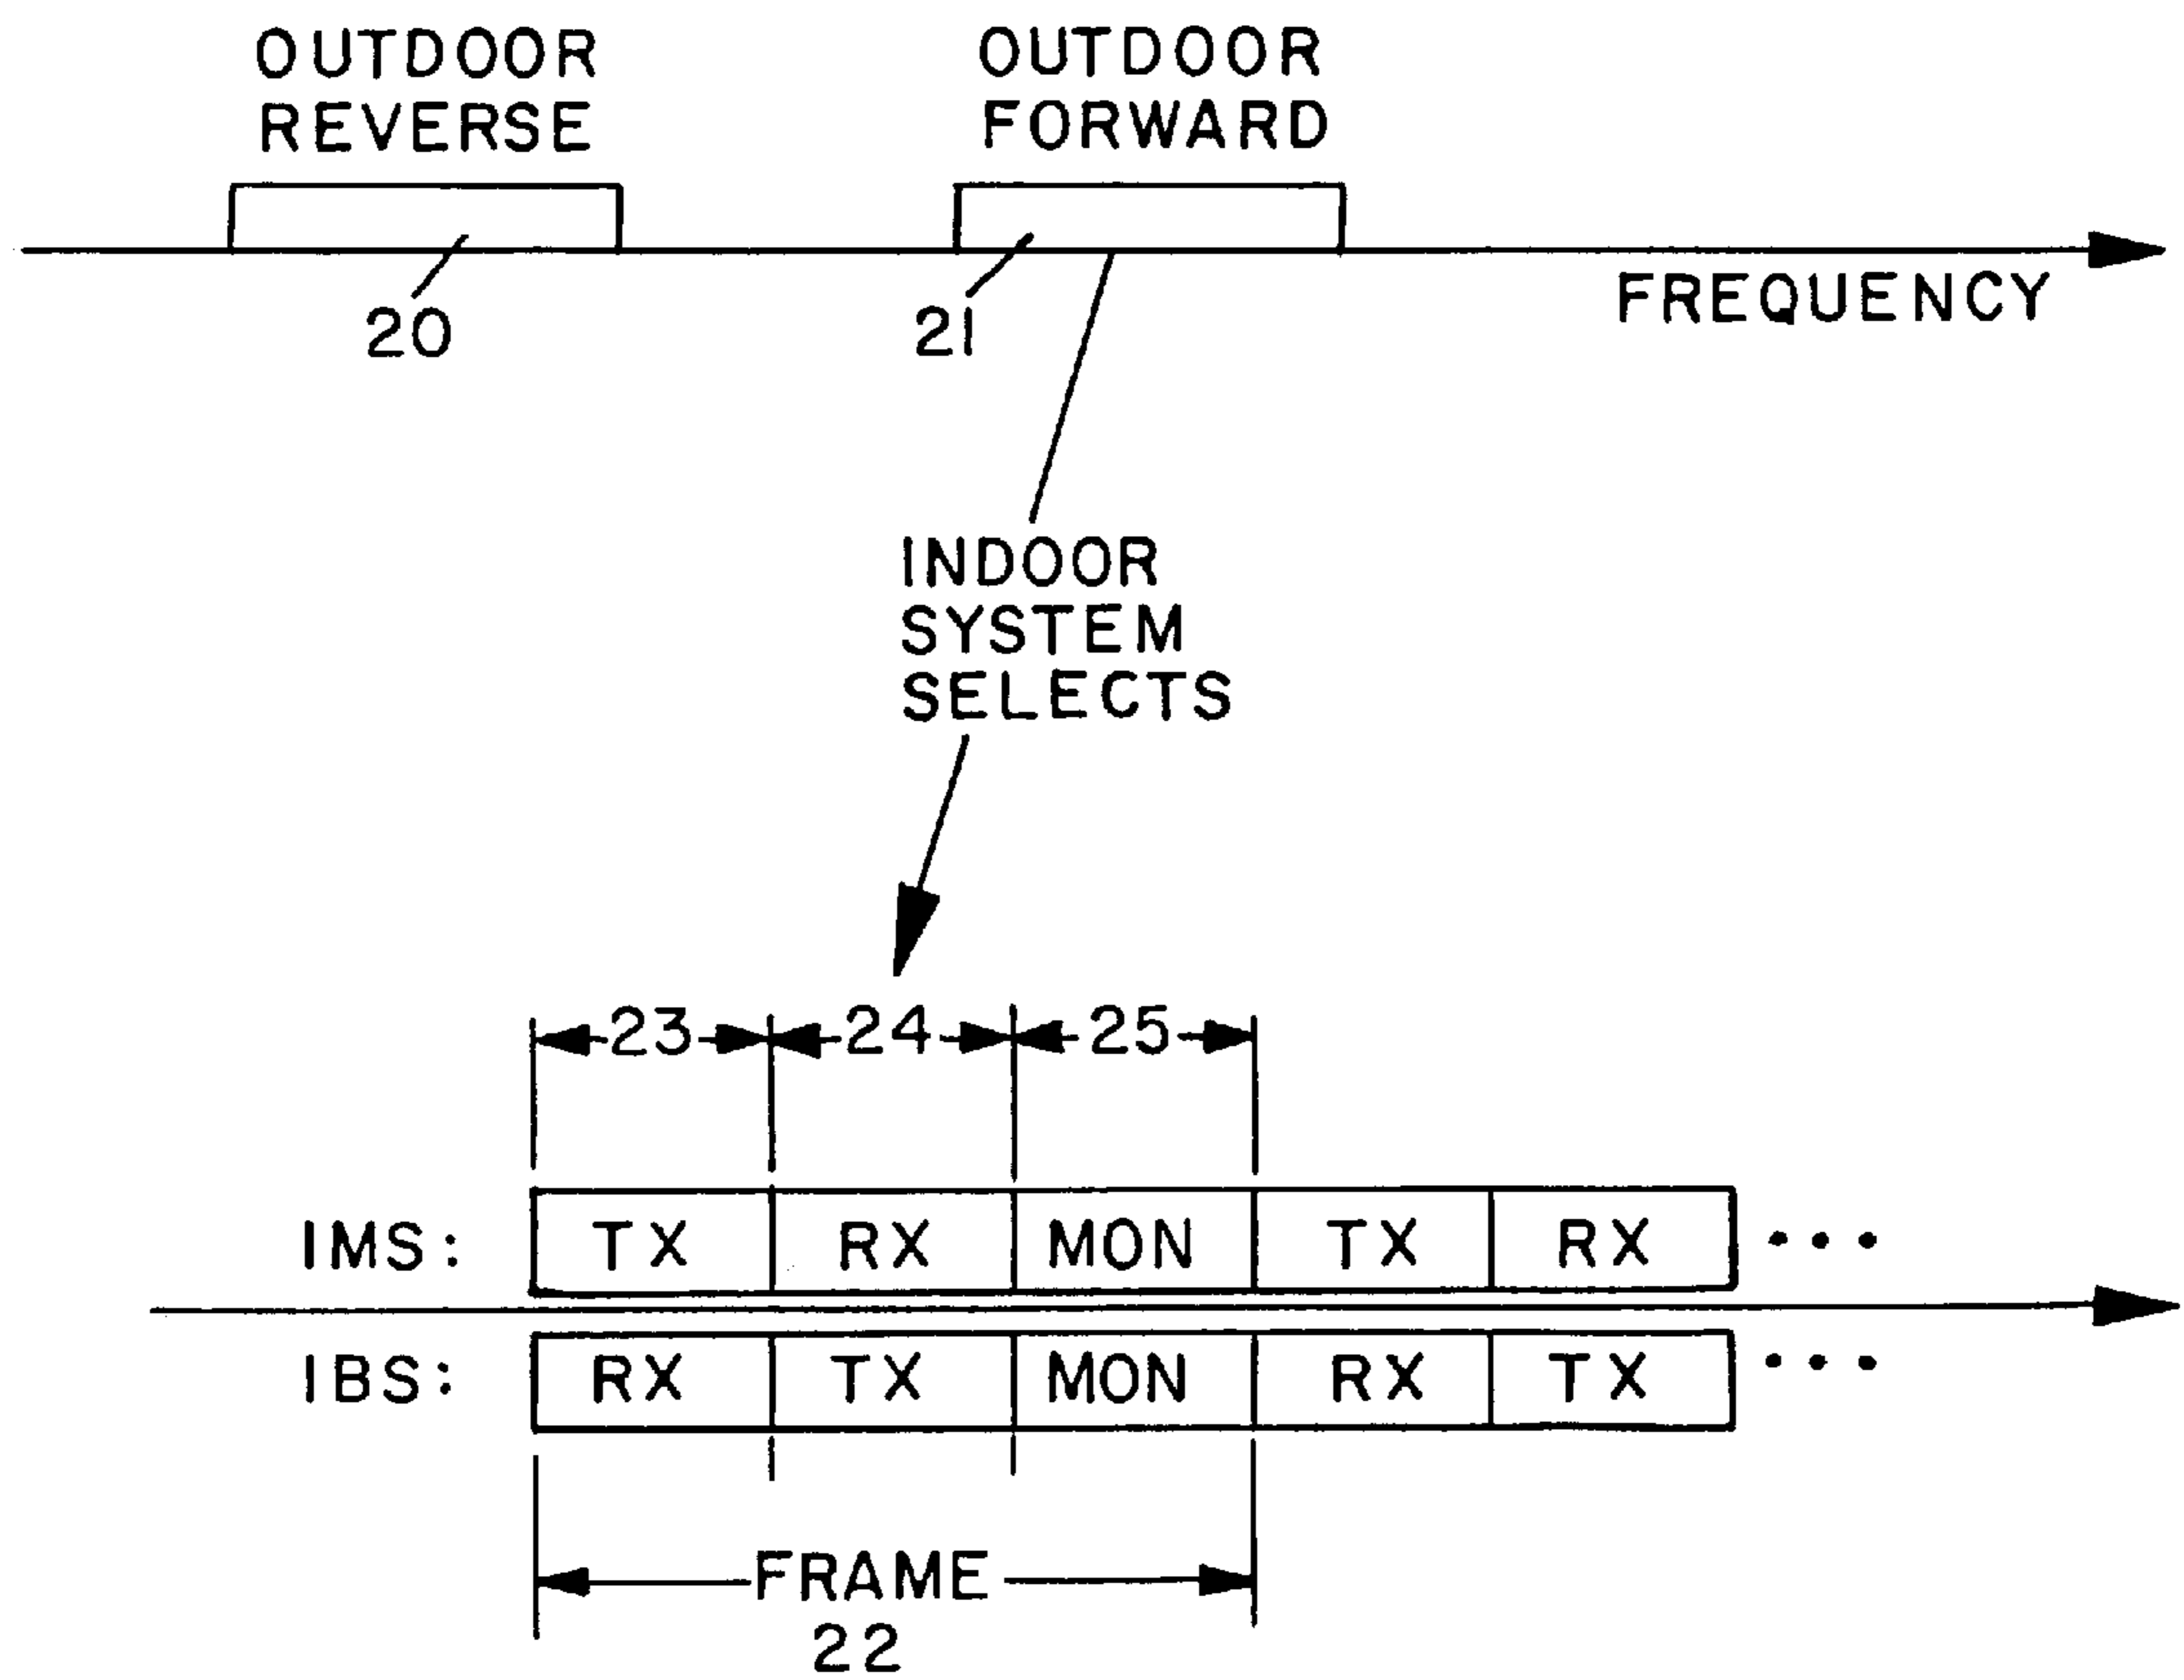 OUTDOOR
REVERSE
OUTDOOR
FORWARD
20
21
FREQUENCY
INDOOR
SYSTEM
SELECTS
23 24 25
IMS: TX RX MON TX RX •••
IBS: RX TX MON RX TX •••
FRAME
22